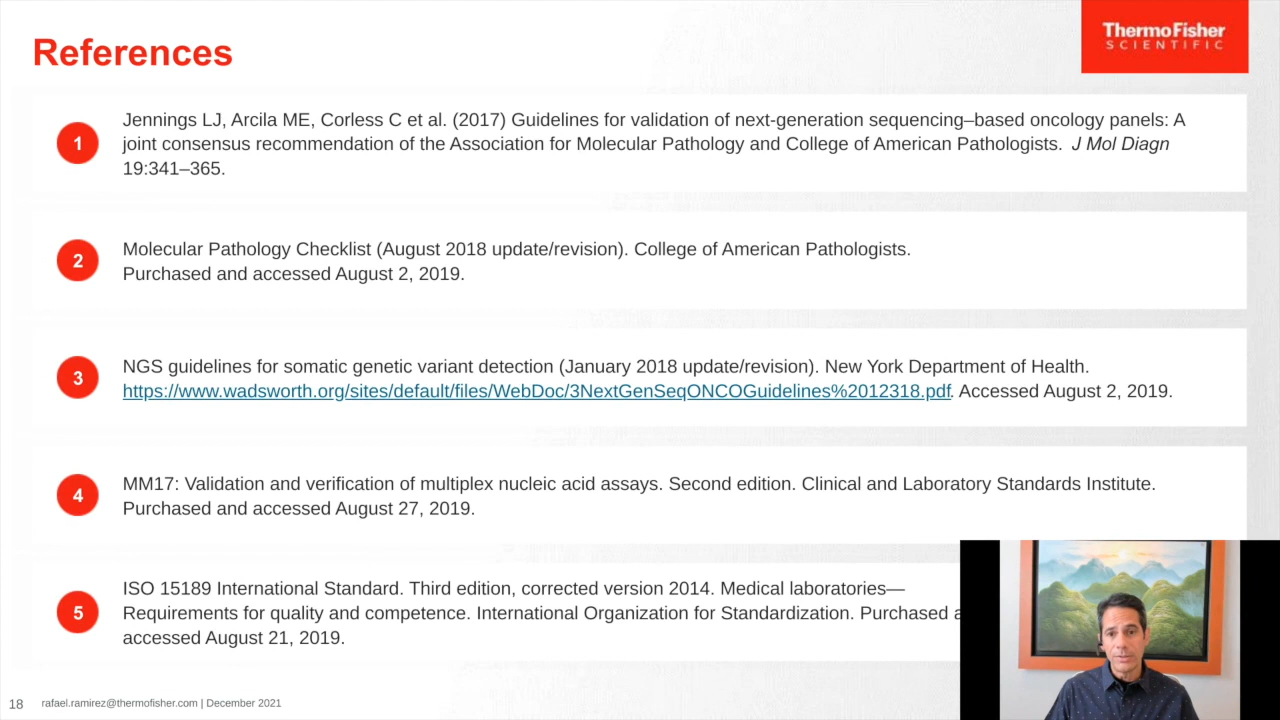 References
ThermoFisher
SCIENTIFIC
1
Jennings LJ, Arcila ME, Corless C et al. (2017) Guidelines for validation of next-generation sequencing–based oncology panels: A
joint consensus recommendation of the Association for Molecular Pathology and College of American Pathologists. J Mol Diagn
19:341–365.
2
Molecular Pathology Checklist (August 2018 update/revision). College of American Pathologists.
Purchased and accessed August 2, 2019.
3
NGS guidelines for somatic genetic variant detection (January 2018 update/revision). New York Department of Health.
https://www.wadsworth.org/sites/default/files/WebDoc/3NextGenSeqONCOGuidelines%2012318.pdf. Accessed August 2, 2019.
4
MM17: Validation and verification of multiplex nucleic acid assays. Second edition. Clinical and Laboratory Standards Institute.
Purchased and accessed August 27, 2019.
5
ISO 15189 International Standard. Third edition, corrected version 2014. Medical laboratories—
Requirements for quality and competence. International Organization for Standardization. Purchased
accessed August 21, 2019.
18 rafael.ramirez@thermofisher.com | December 2021